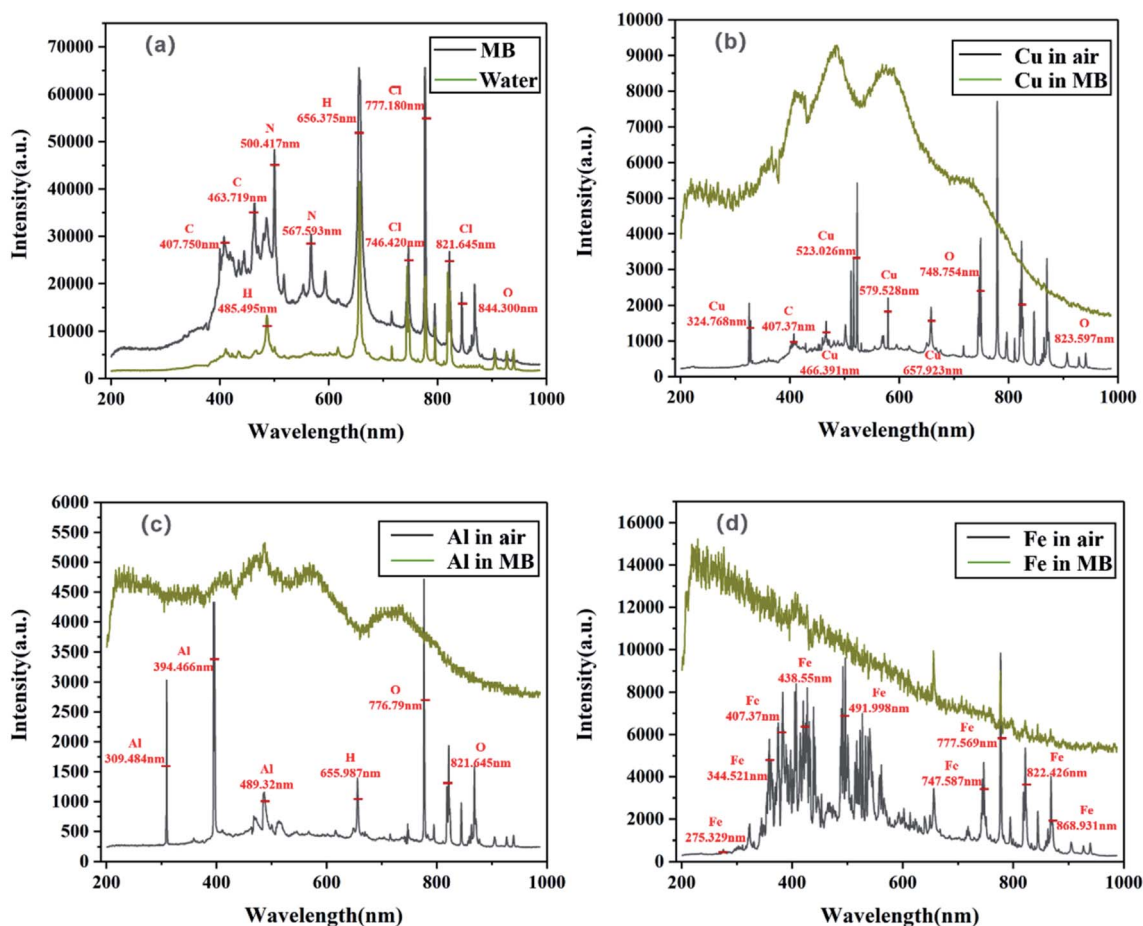 (a)
MB
Water
H
656.375nm
Cl
777.180nm
N
500.417nm
C
463.719nm
N
567.593nm
Cl
746.420nm
Cl
821.645nm
C
407.750nm
H
485.495nm
O
844.300nm
70000
60000
50000
40000
30000
20000
10000
0
200 400 600 800 1000
Intensity(a.u.)
Wavelength(nm)
(b)
Cu in air
Cu in MB
Cu
523.026nm
Cu
579.528nm
O
748.754nm
Cu
324.768nm
C
407.37nm
Cu
466.391nm
Cu
657.923nm
O
823.597nm
10000
9000
8000
7000
6000
5000
4000
3000
2000
1000
0
200 400 600 800 1000
Intensity(a.u.)
Wavelength(nm)
(c)
Al in air
Al in MB
Al
394.466nm
Al
309.484nm
Al
489.32nm
H
655.987nm
O
776.79nm
O
821.645nm
6000
5500
5000
4500
4000
3500
3000
2500
2000
1500
1000
500
0
200 400 600 800 1000
Intensity(a.u.)
Wavelength(nm)
(d)
Fe in air
Fe in MB
Fe
438.55nm
Fe
407.37nm
Fe
491.998nm
Fe
344.521nm
Fe
777.569nm
Fe
747.587nm
Fe
822.426nm
Fe
275.329nm
Fe
868.931nm
16000
14000
12000
10000
8000
6000
4000
2000
0
200 400 600 800 1000
Intensity(a.u.)
Wavelength(nm)